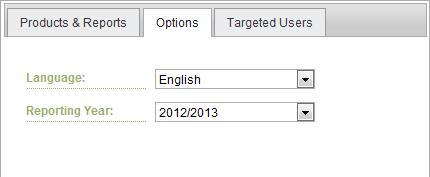 Products & Reports Options Targeted Users
Language: English
Reporting Year: 2012/2013